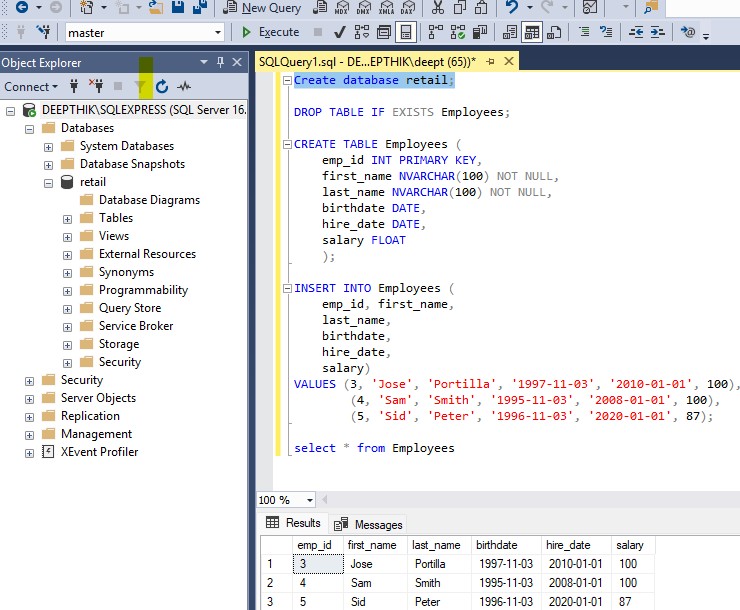 New Query
MDX
DMX
XMLA
DAX
master
Execute
Object Explorer
SQLQuery1.sql - DE...EPTHIK\deept (65))*
Connect
DEEPTHIK\SQLEXPRESS (SQL Server 16.
Databases
System Databases
Database Snapshots
retail
Database Diagrams
Tables
Views
External Resources
Synonyms
Programmability
Query Store
Service Broker
Storage
Security
Security
Server Objects
Replication
Management
XEvent Profiler
Create database retail;
DROP TABLE IF EXISTS Employees;
CREATE TABLE Employees (
emp_id INT PRIMARY KEY,
first_name NVARCHAR(100) NOT NULL,
last_name NVARCHAR(100) NOT NULL,
birthdate DATE,
hire_date DATE,
salary FLOAT
);
INSERT INTO Employees (
emp_id, first_name,
last_name,
birthdate,
hire_date,
salary)
VALUES (3, 'Jose', 'Portilla', '1997-11-03', '2010-01-01', 100),
(4, 'Sam', 'Smith', '1995-11-03', '2008-01-01', 100),
(5, 'Sid', 'Peter', '1996-11-03', '2020-01-01', 87);
select * from Employees
100 %
Results Messages
emp_id first_name last_name birthdate hire_date salary
1 3 Jose Portilla 1997-11-03 2010-01-01 100
2 4 Sam Smith 1995-11-03 2008-01-01 100
3 5 Sid Peter 1996-11-03 2020-01-01 87